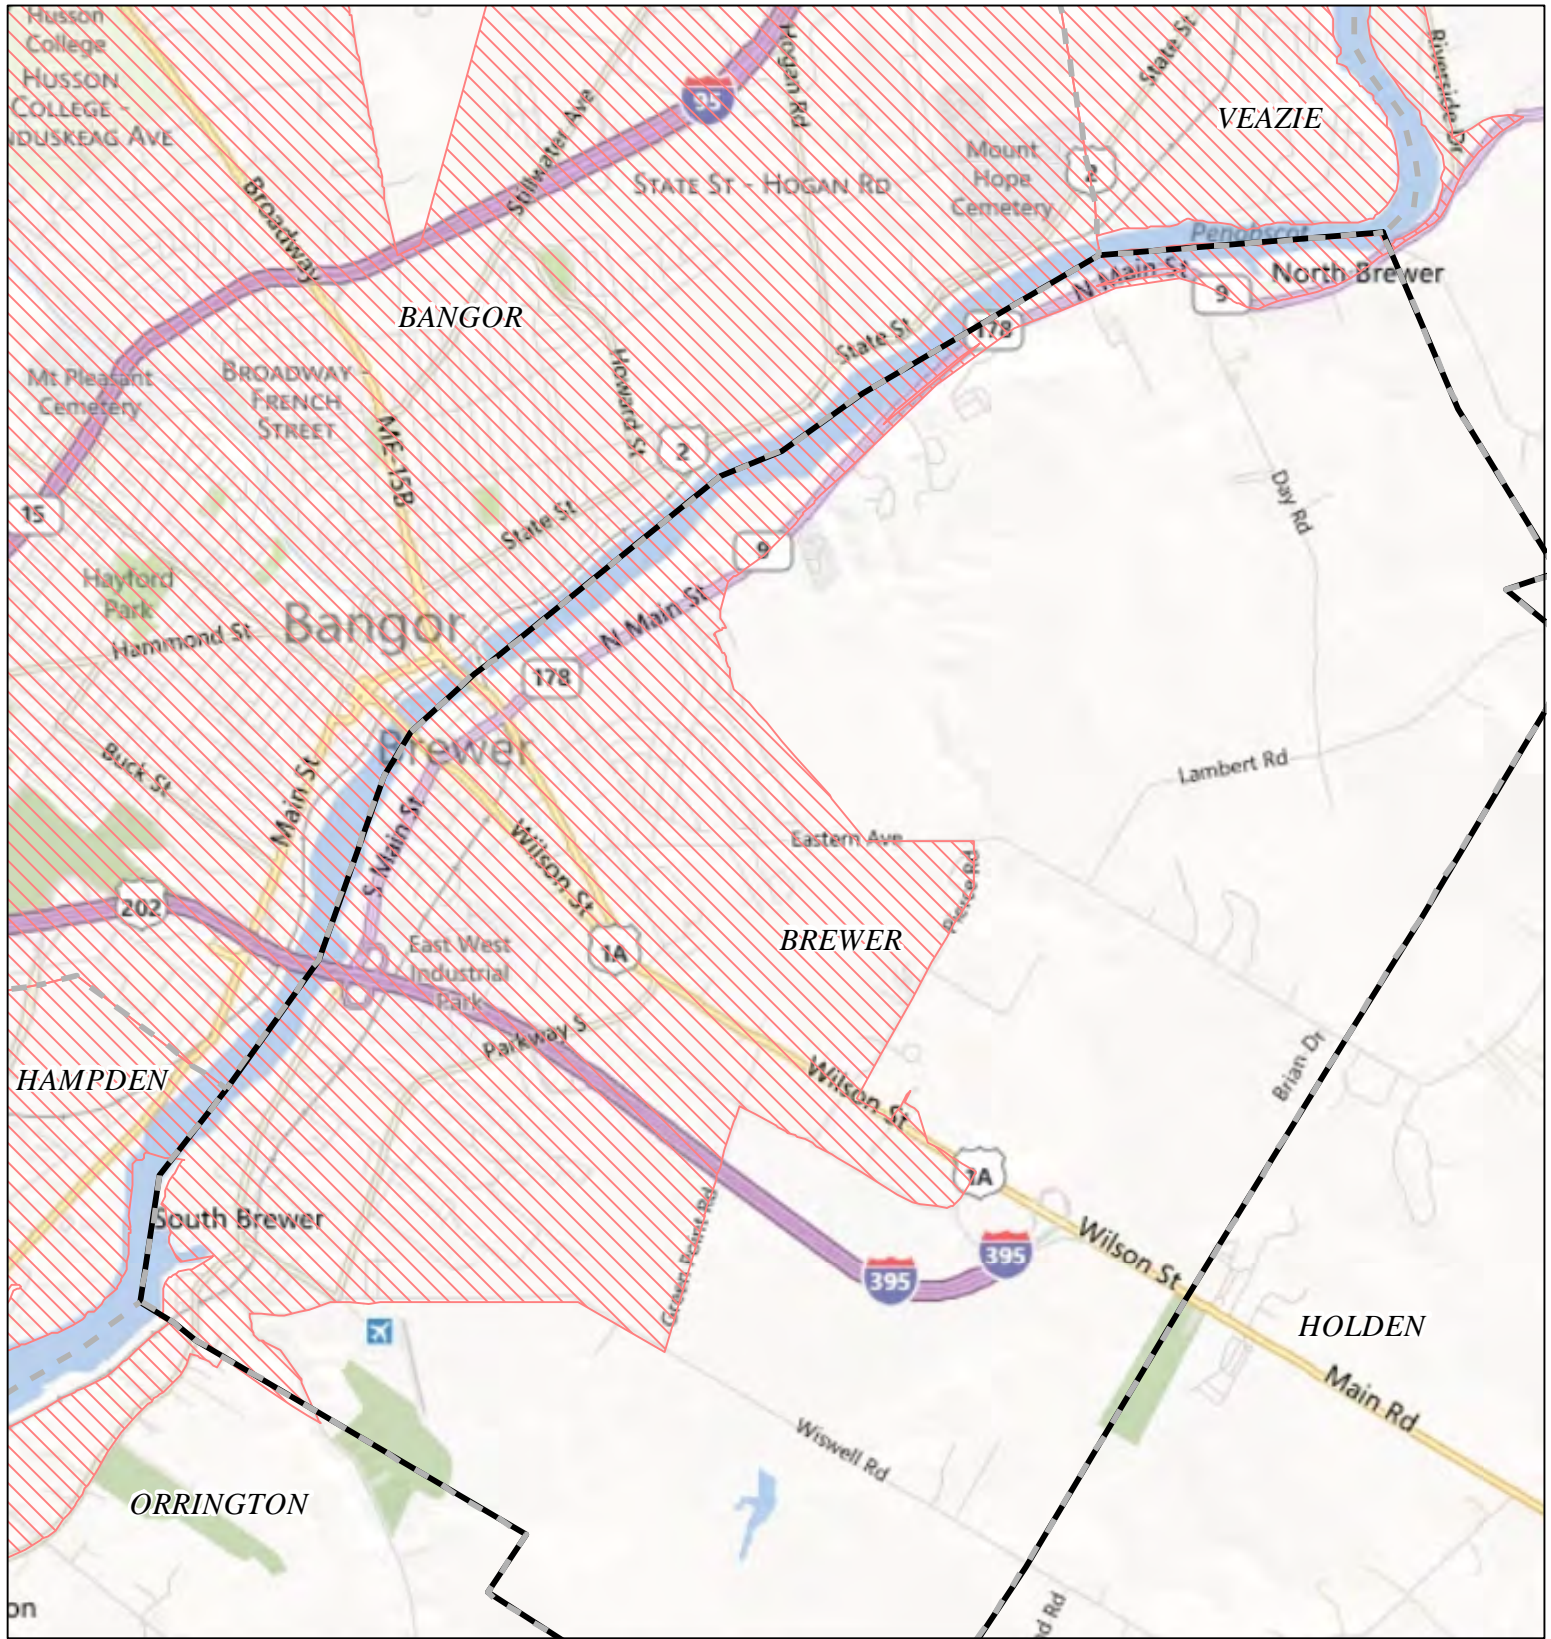 Husson
College
HUSSON
COLLEGE -
NDUSKEAG AVE
Broadway
Stillwater Ave
95
Hogan Rd
State St
Riverside Dr
VEAZIE
STATE ST - HOGAN RD
Mount
Hope
Cemetery
2
Penobscot
N Main St
9
North Brewer
BANGOR
178
State St
Mt Pleasant
Cemetery
BROADWAY -
FRENCH
STREET
Howard St
ME-15B
2
15
State St
9
Day Rd
Hayford
Park
Bangor
Hammond St
N Main St
178
Brewer
Buck St
Main St
S Main St
Wilson St
Lambert Rd
Eastern Ave
Pierce Rd
202
BREWER
1A
East West
Industrial
Park
Parkway S
Brian Dr
HAMPDEN
Wilson St
1A
South Brewer
Green Point Rd
395
395
Wilson St
HOLDEN
Main Rd
Wiswell Rd
ORRINGTON
on
d Rd